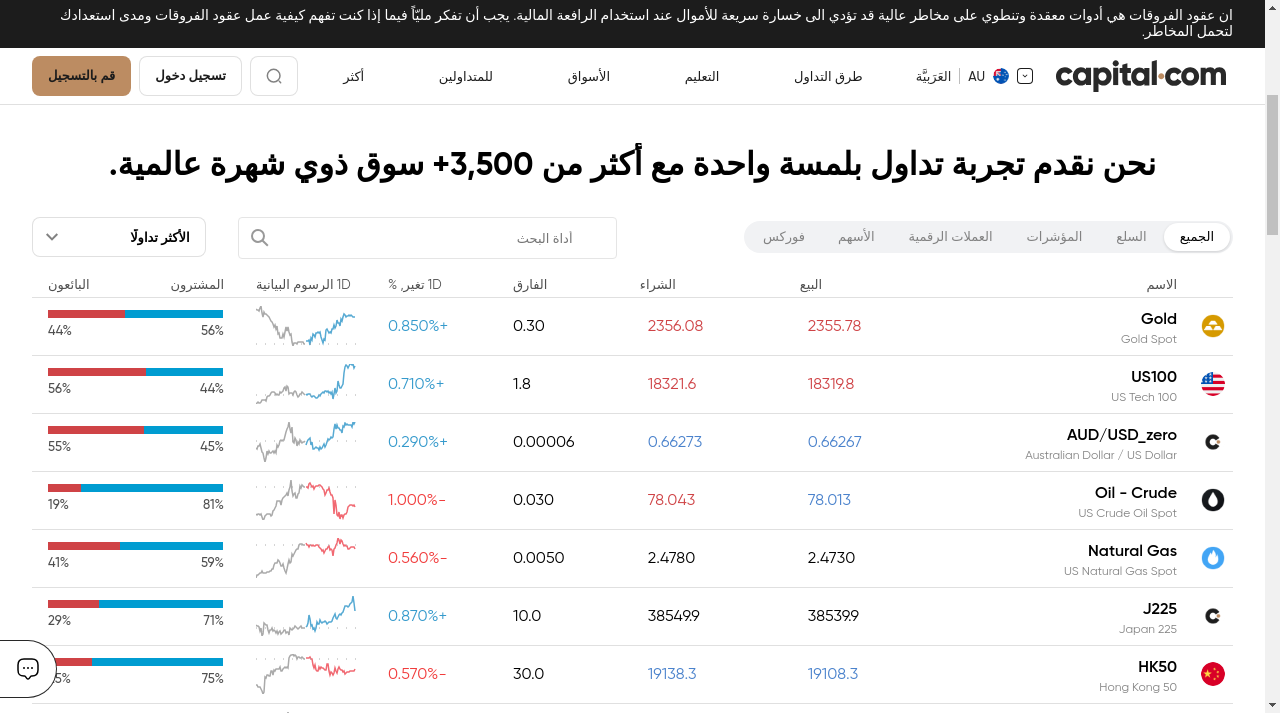 ان عقود الفروقات هي أدوات معقدة وتنطوي على مخاطر عالية قد تؤدي الى خسارة سريعة للأموال عند استخدام الرافعة المالية. يجب أن تفكر مليّاً فيما إذا كنت تفهم كيفية عمل عقود الفروقات ومدى استعدادك
لتحمل المخاطر.
capital.com
AU العَرَبيَّة
طرق التداول
التعليم
الأسواق
للمتداولين
أكثر
تسجيل دخول
قم بالتسجيل
نحن نقدم تجربة تداول بلمسة واحدة مع أكثر من 3,500+ سوق ذوي شهرة عالمية.
الجميع السلع المؤشرات العملات الرقمية الأسهم فوركس
أداة البحث
الأكثر تداولًا
الاسم البيع الشراء الفارق 1D تغير, % 1D الرسوم البيانية المشترون البائعون
Gold 2355.78 2356.08 0.30 0.850%+ 56% 44%
Gold Spot
US100 18319.8 18321.6 1.8 0.710%+ 44% 56%
US Tech 100
AUD/USD_zero 0.66267 0.66273 0.00006 0.290%+ 45% 55%
Australian Dollar / US Dollar
Oil - Crude 78.013 78.043 0.030 1.000%- 81% 19%
US Crude Oil Spot
Natural Gas 2.4730 2.4780 0.0050 0.560%- 59% 41%
US Natural Gas Spot
J225 38539.9 38549.9 10.0 0.870%+ 71% 29%
Japan 225
HK50 19108.3 19138.3 30.0 0.570%- 75%
Hong Kong 50